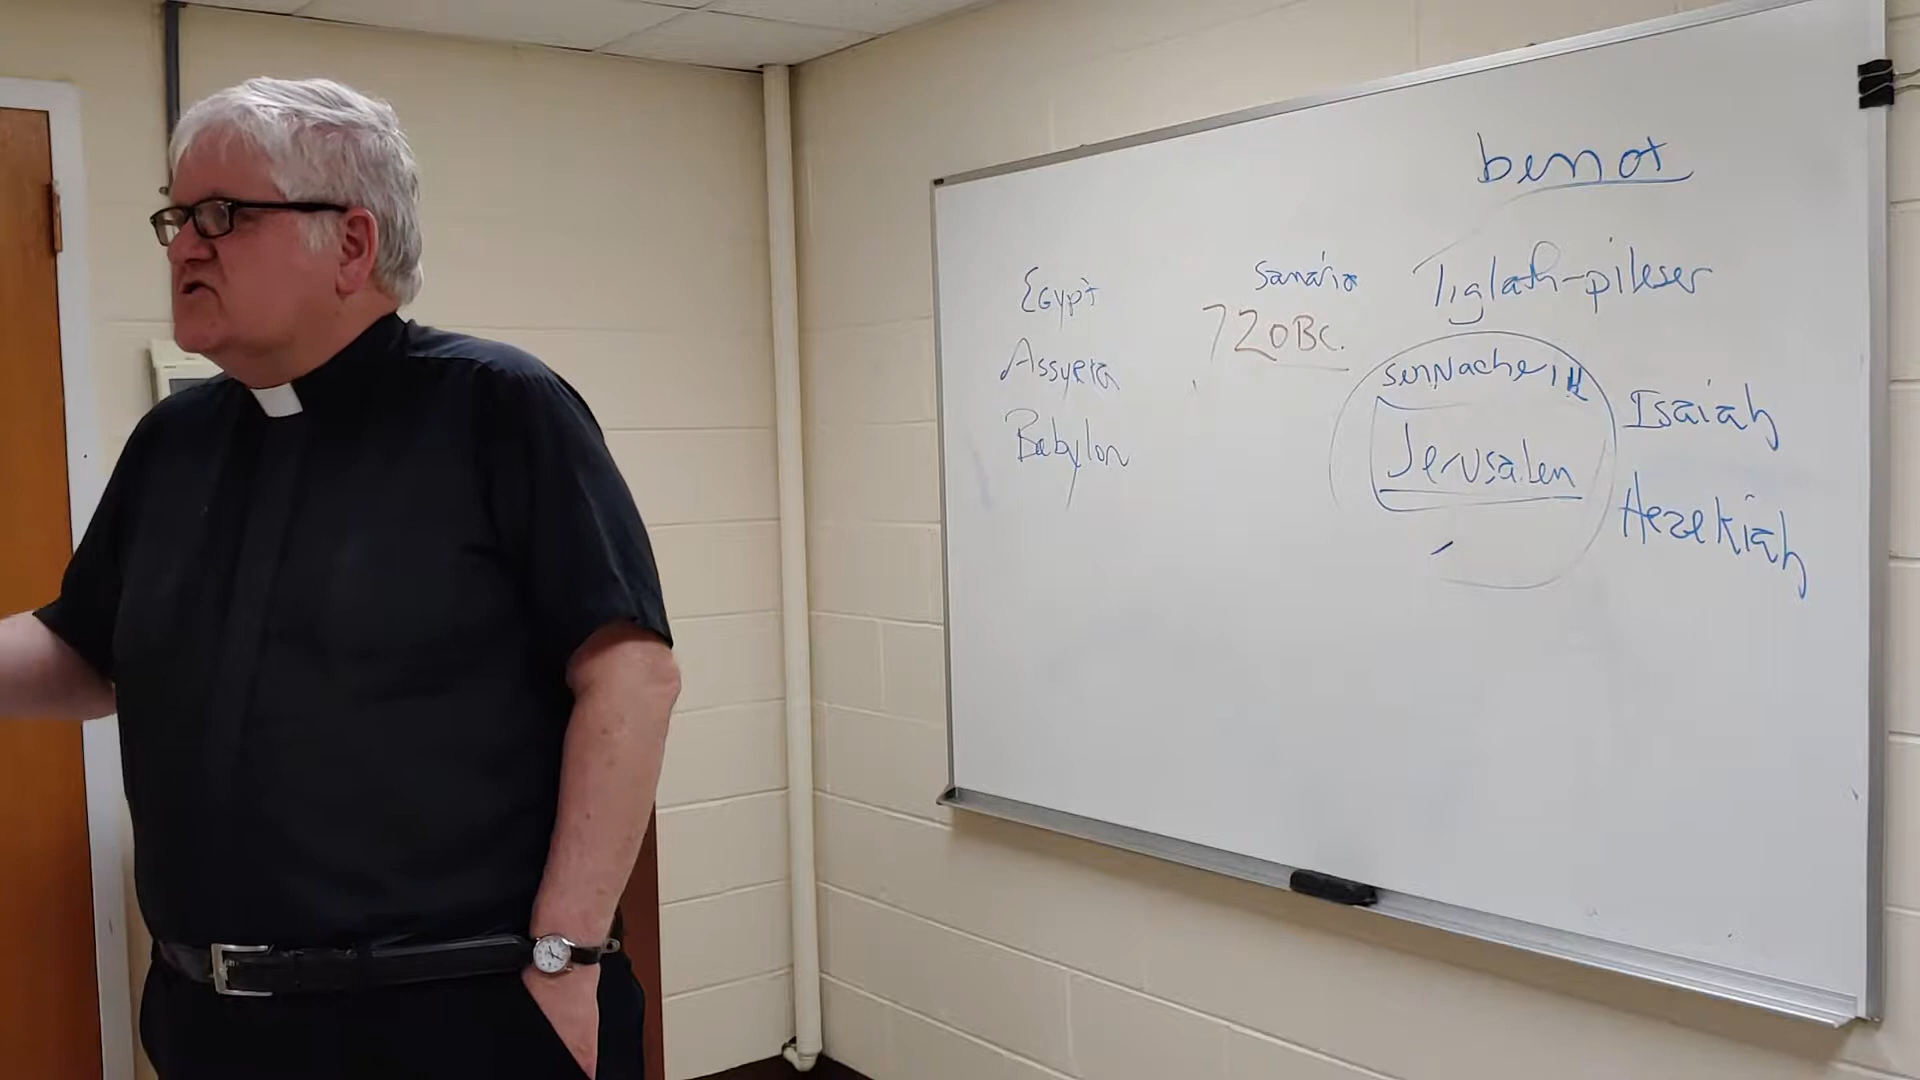 benot
Egypt
Assyria
Babylon
Samaria
720BC.
Tiglath-pileser
Sennacherib
Jerusalem
Isaiah
Hezekiah